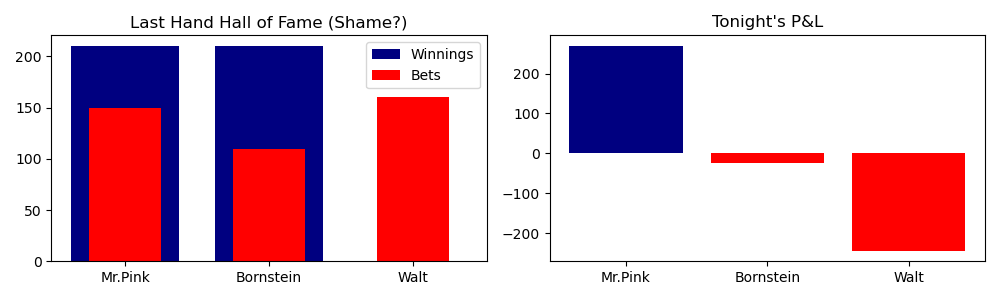 Last Hand Hall of Fame (Shame?)
200
150
100
50
0
Winnings
Bets
Mr.Pink Bornstein Walt
Tonight's P&L
200
100
0
−100
−200
Mr.Pink Bornstein Walt